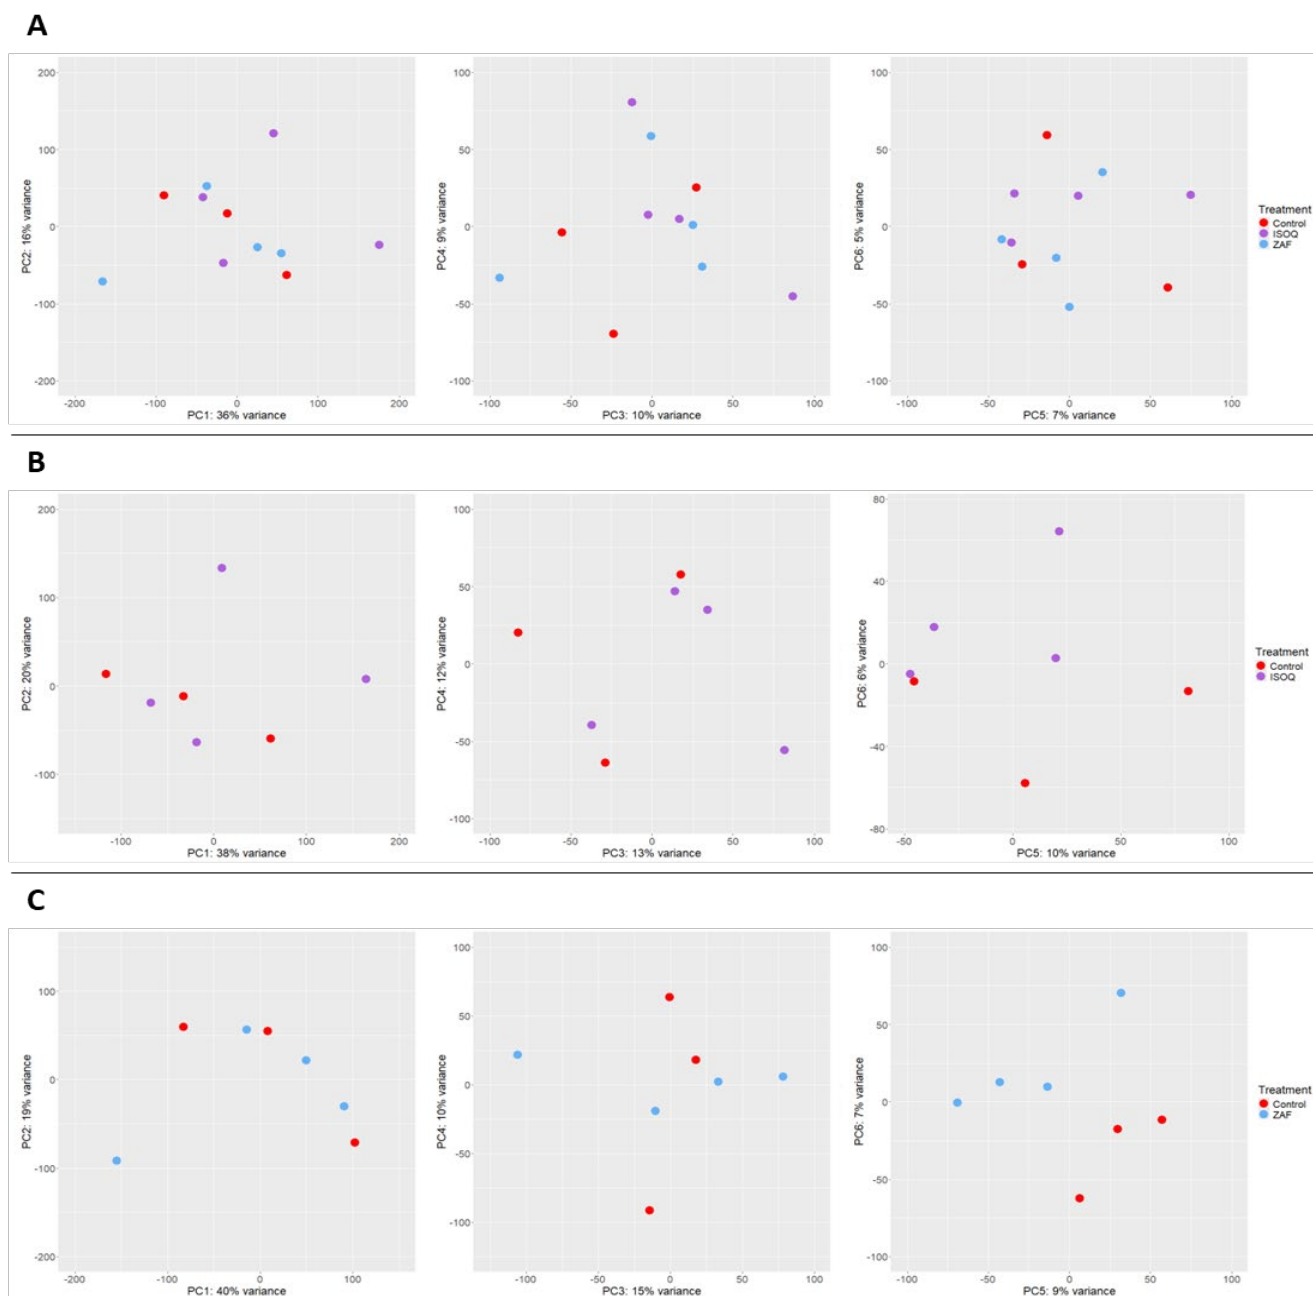 A
200
100
0
-100
-200
PC2: 16% variance
-200 -100 0 100 200
PC1: 36% variance
100
50
0
-50
-100
PC4: 9% variance
-100 -50 0 50 100
PC3: 10% variance
100
50
0
-50
-100
PC6: 5% variance
-100 -50 0 50 100
PC5: 7% variance
Treatment
Control
ISOQ
ZAF
B
200
100
0
-100
PC2: 20% variance
-100 0 100 200
PC1: 38% variance
100
50
0
-50
-100
PC4: 12% variance
-100 -50 0 50 100
PC3: 13% variance
80
40
0
-40
-80
PC6: 6% variance
-50 0 50 100
PC5: 10% variance
Treatment
Control
ISOQ
C
100
0
-100
-200
PC2: 19% variance
-200 -100 0 100
PC1: 40% variance
100
50
0
-50
-100
PC4: 10% variance
-100 -50 0 50 100
PC3: 15% variance
100
50
0
-50
-100
PC6: 7% variance
-100 -50 0 50 100
PC5: 9% variance
Treatment
Control
ZAF